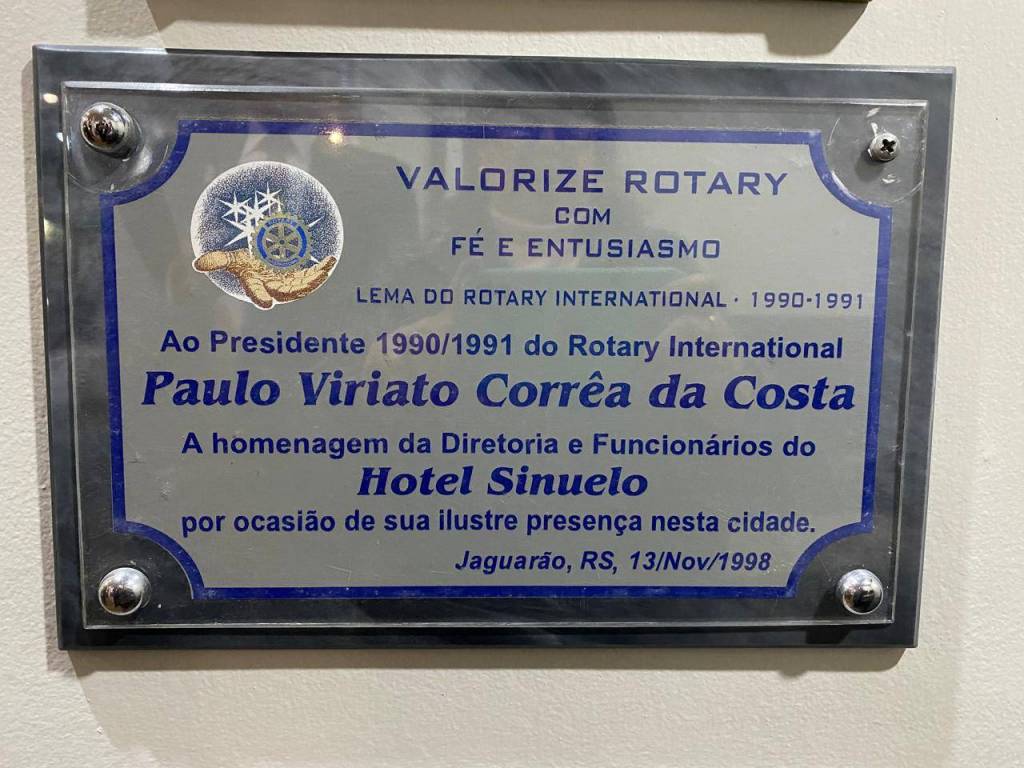 VALORIZE ROTARY
COM
FÉ E ENTUSIASMO
LEMA DO ROTARY INTERNATIONAL · 1990-1991
Ao Presidente 1990/1991 do Rotary International
Paulo Viriato Corrêa da Costa
A homenagem da Diretoria e Funcionários do
Hotel Sinuelo
por ocasião de sua ilustre presença nesta cidade.
Jaguarão, RS, 13/Nov/1998